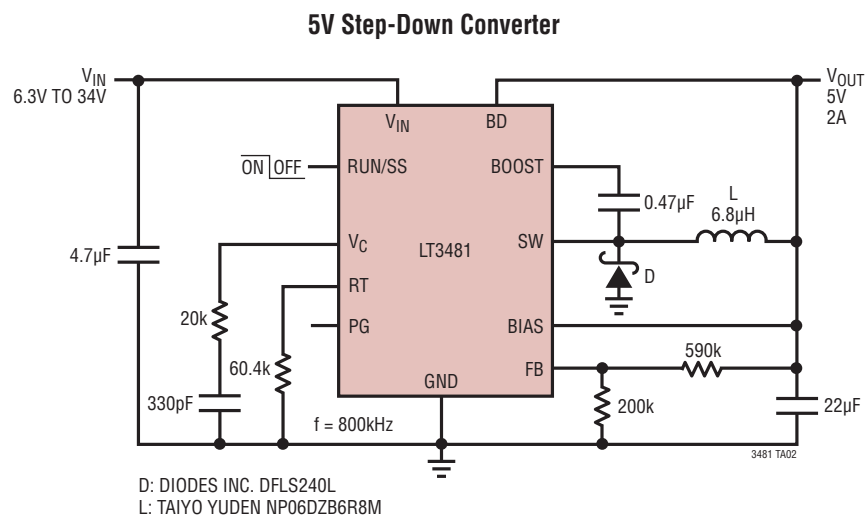 5V Step-Down Converter
VIN
6.3V TO 34V
VOUT
5V
2A
VIN
BD
ON OFF
RUN/SS
BOOST
0.47µF
L
6.8µH
4.7µF
VC
LT3481
SW
D
RT
20k
PG
BIAS
60.4k
590k
FB
330pF
GND
200k
22µF
f = 800kHz
3481 TA02
D: DIODES INC. DFLS240L
L: TAIYO YUDEN NP06DZB6R8M